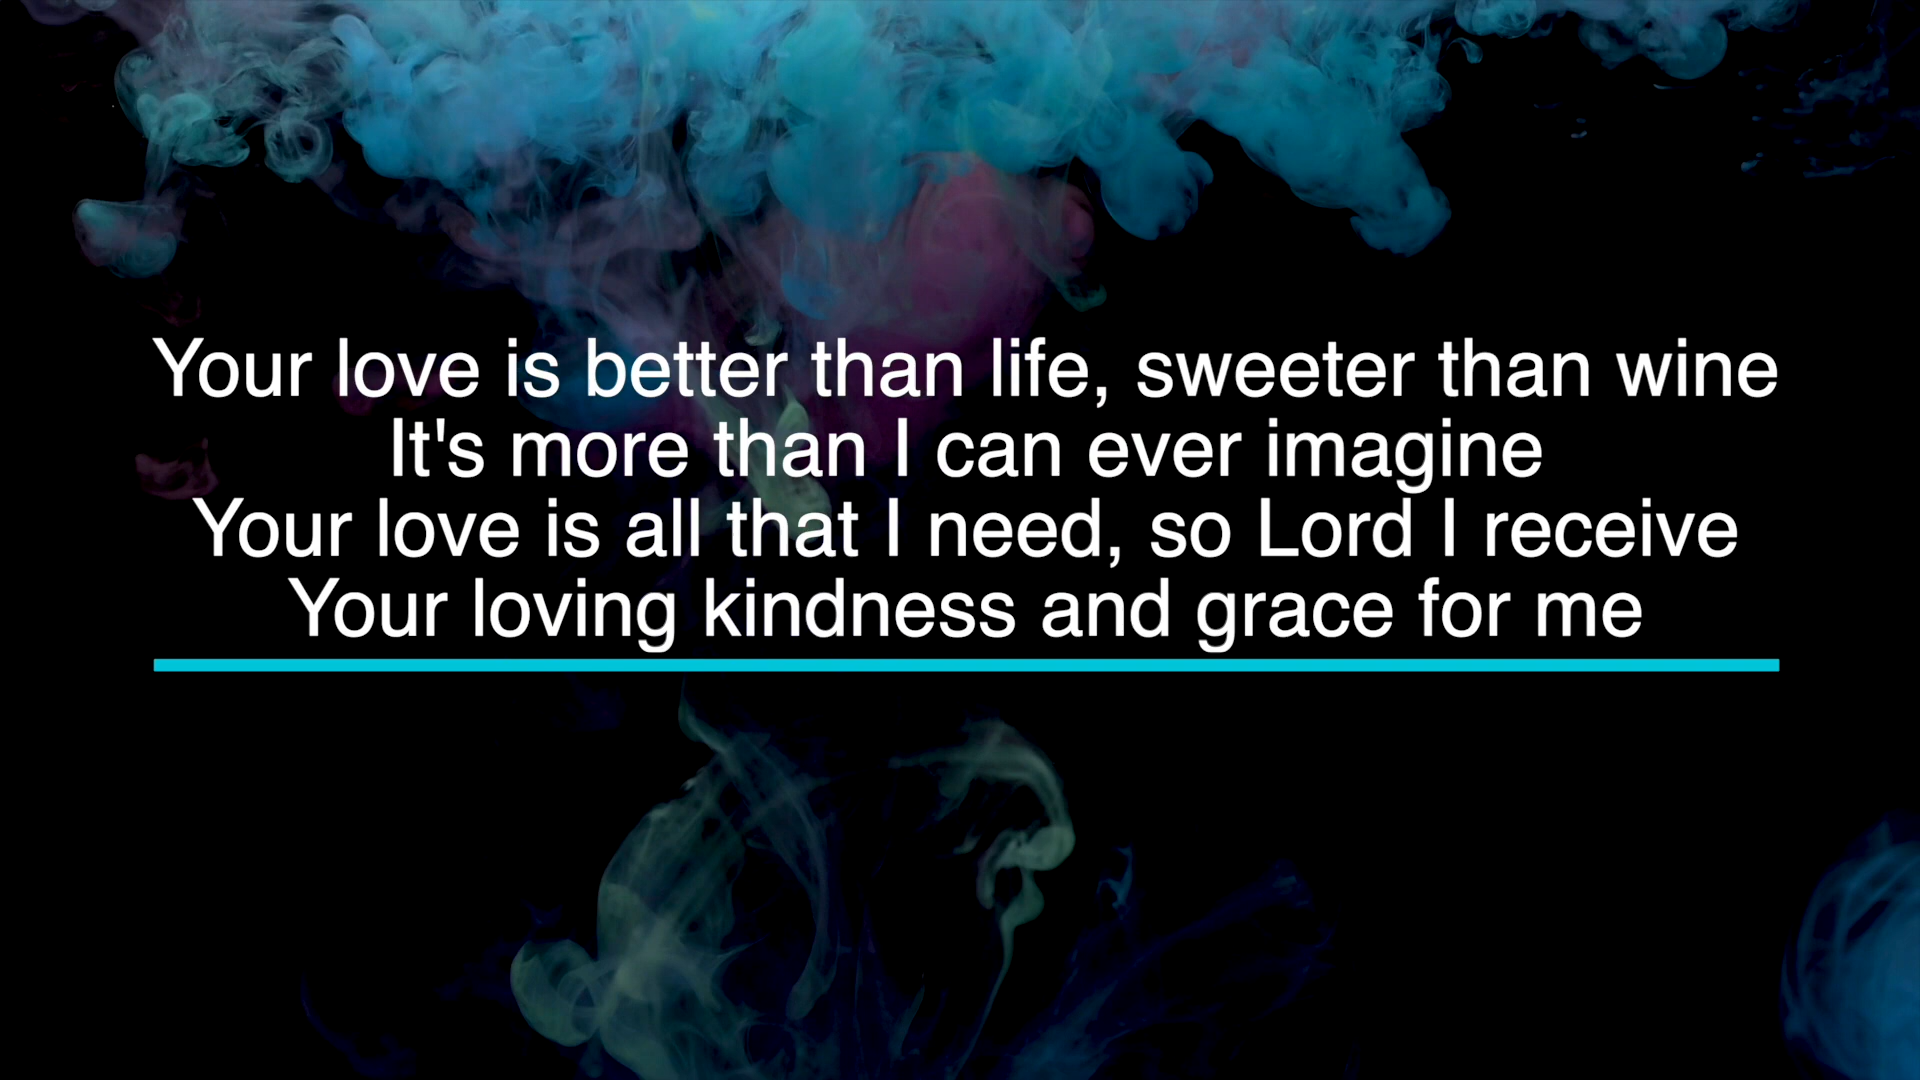 Your love is better than life, sweeter than wine
It's more than I can ever imagine
Your love is all that I need, so Lord I receive
Your loving kindness and grace for me